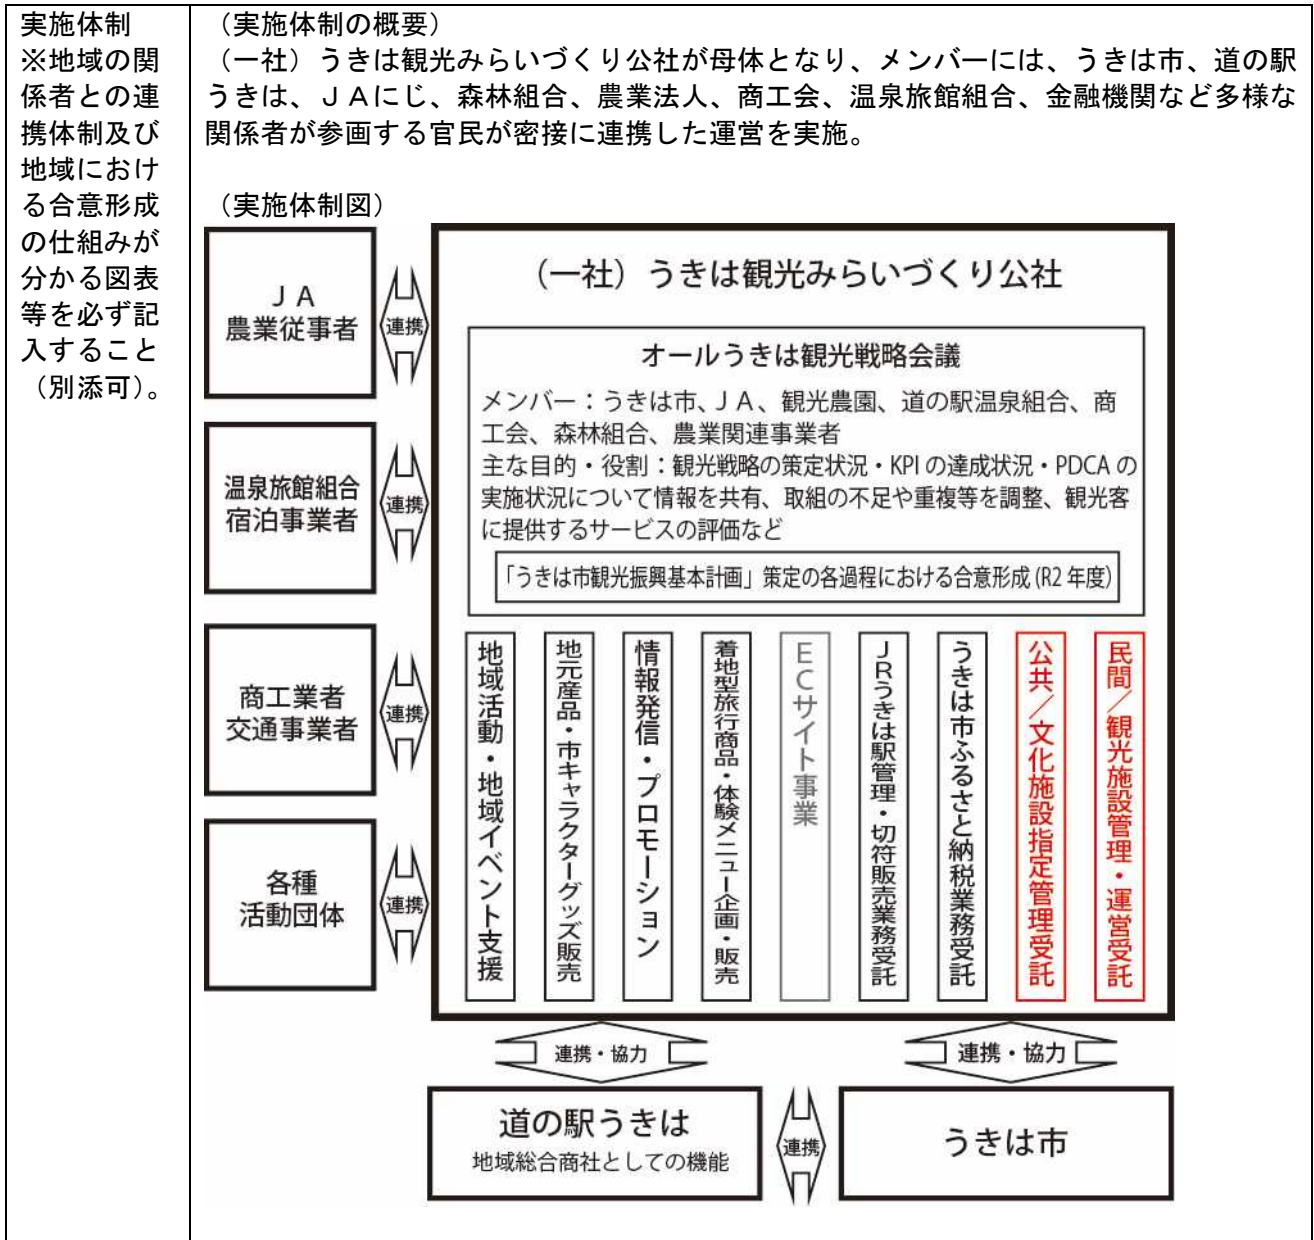 実施体制
※地域の関
係者との連
携体制及び
地域におけ
る合意形成
の仕組みが
分かる図表
等を必ず記
入すること
（別添可）。
（実施体制の概要）
（一社）うきは観光みらいづくり公社が母体となり、メンバーには、うきは市、道の駅
うきは、ＪＡにじ、森林組合、農業法人、商工会、温泉旅館組合、金融機関など多様な
関係者が参画する官民が密接に連携した運営を実施。
（実施体制図）
ＪＡ
農業従事者
連携
温泉旅館組合
宿泊事業者
連携
商工業者
交通事業者
連携
各種
活動団体
連携
（一社）うきは観光みらいづくり公社
オールうきは観光戦略会議
メンバー：うきは市、ＪＡ、観光農園、道の駅温泉組合、商
工会、森林組合、農業関連事業者
主な目的・役割：観光戦略の策定状況・KPIの達成状況・PDCAの
実施状況について情報を共有、取組の不足や重複等を調整、観光客
に提供するサービスの評価など
「うきは市観光振興基本計画」策定の各過程における合意形成(R2年度)
地域活動・地域イベント支援
地元産品・市キャラクターグッズ販売
情報発信・プロモーション
着地型旅行商品・体験メニュー企画・販売
ECサイト事業
JRうきは駅管理・切符販売業務受託
うきは市ふるさと納税業務受託
公共／文化施設指定管理受託
民間／観光施設管理・運営受託
連携・協力
連携・協力
道の駅うきは
地域総合商社としての機能
連携
うきは市